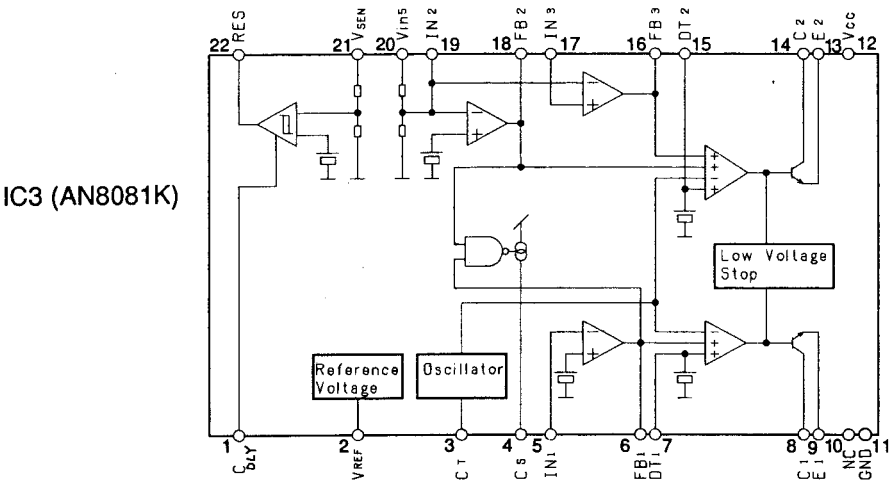 RES
VSEN
Vin5
IN2
FB2
IN3
FB3
DT2
C2
E2
Vcc
22
21
20
19
18
17
16
15
14
13
12
IC3 (AN8081K)
Low Voltage
Stop
Reference
Voltage
Oscillator
1
2
3
4
5
6
7
8
9
10
11
CDLY
VREF
CT
CS
IN1
FB1
DT1
C1
E1
NC
GND